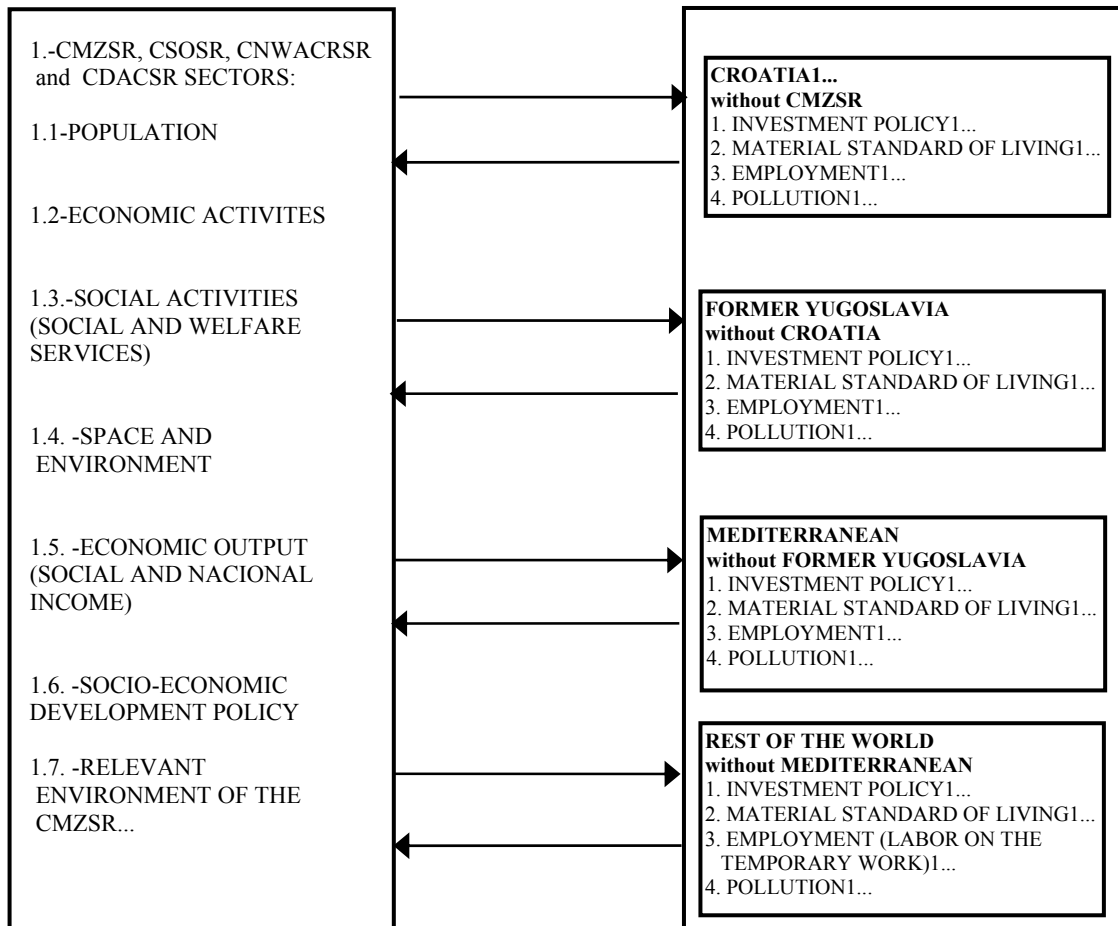 1.-CMZSR, CSOSR, CNWACRSR
and CDACSR SECTORS:
1.1-POPULATION
1.2-ECONOMIC ACTIVITES
1.3.-SOCIAL ACTIVITIES
(SOCIAL AND WELFARE
SERVICES)
1.4. -SPACE AND
ENVIRONMENT
1.5. -ECONOMIC OUTPUT
(SOCIAL AND NACIONAL
INCOME)
1.6. -SOCIO-ECONOMIC
DEVELOPMENT POLICY
1.7. -RELEVANT
ENVIRONMENT OF THE
CMZSR...
CROATIA1...
without CMZSR
1. INVESTMENT POLICY1...
2. MATERIAL STANDARD OF LIVING1...
3. EMPLOYMENT1...
4. POLLUTION1...
FORMER YUGOSLAVIA
without CROATIA
1. INVESTMENT POLICY1...
2. MATERIAL STANDARD OF LIVING1...
3. EMPLOYMENT1...
4. POLLUTION1...
MEDITERRANEAN
without FORMER YUGOSLAVIA
1. INVESTMENT POLICY1...
2. MATERIAL STANDARD OF LIVING1...
3. EMPLOYMENT1...
4. POLLUTION1...
REST OF THE WORLD
without MEDITERRANEAN
1. INVESTMENT POLICY1...
2. MATERIAL STANDARD OF LIVING1...
3. EMPLOYMENT (LABOR ON THE
TEMPORARY WORK)1...
4. POLLUTION1...